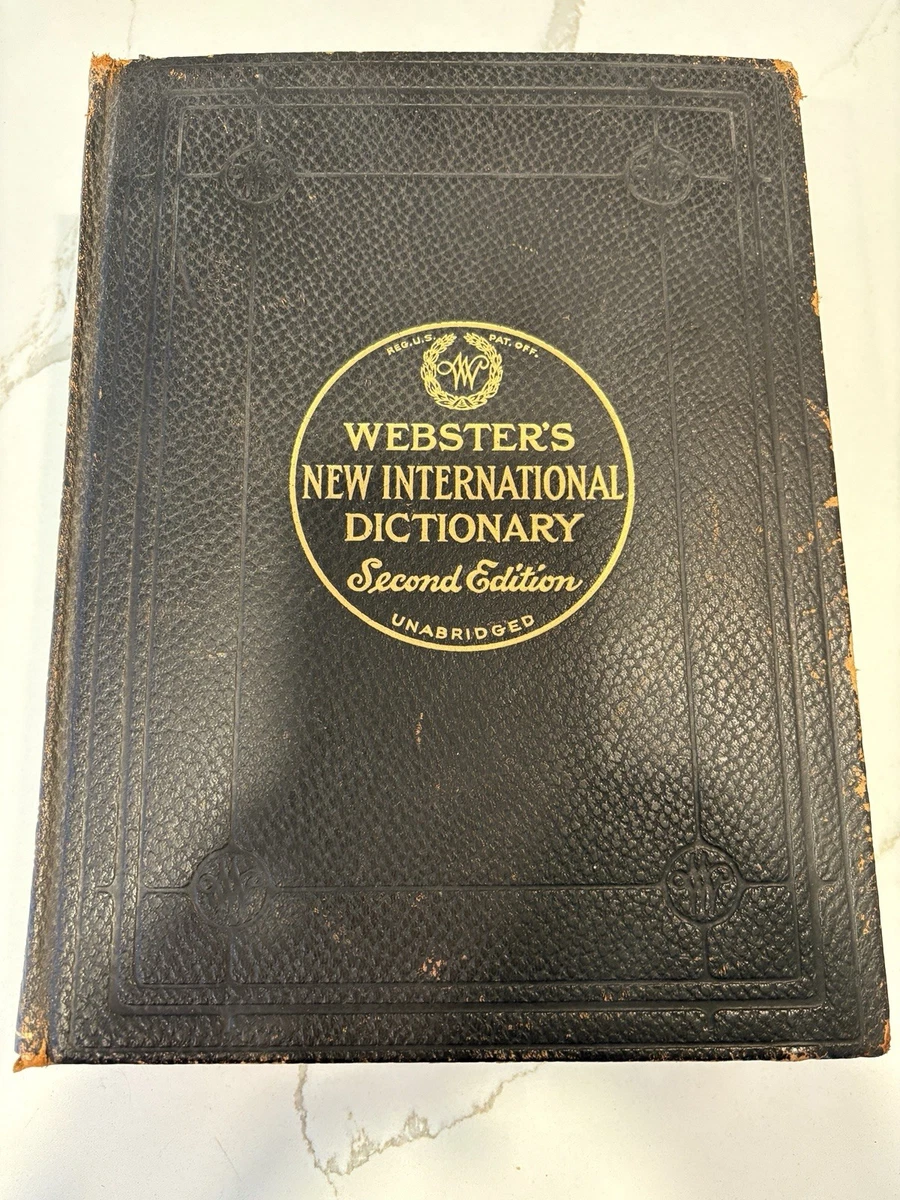 REG. U.S. PAT. OFF.
W
WEBSTER'S
NEW INTERNATIONAL
DICTIONARY
Second Edition
UNABRIDGED